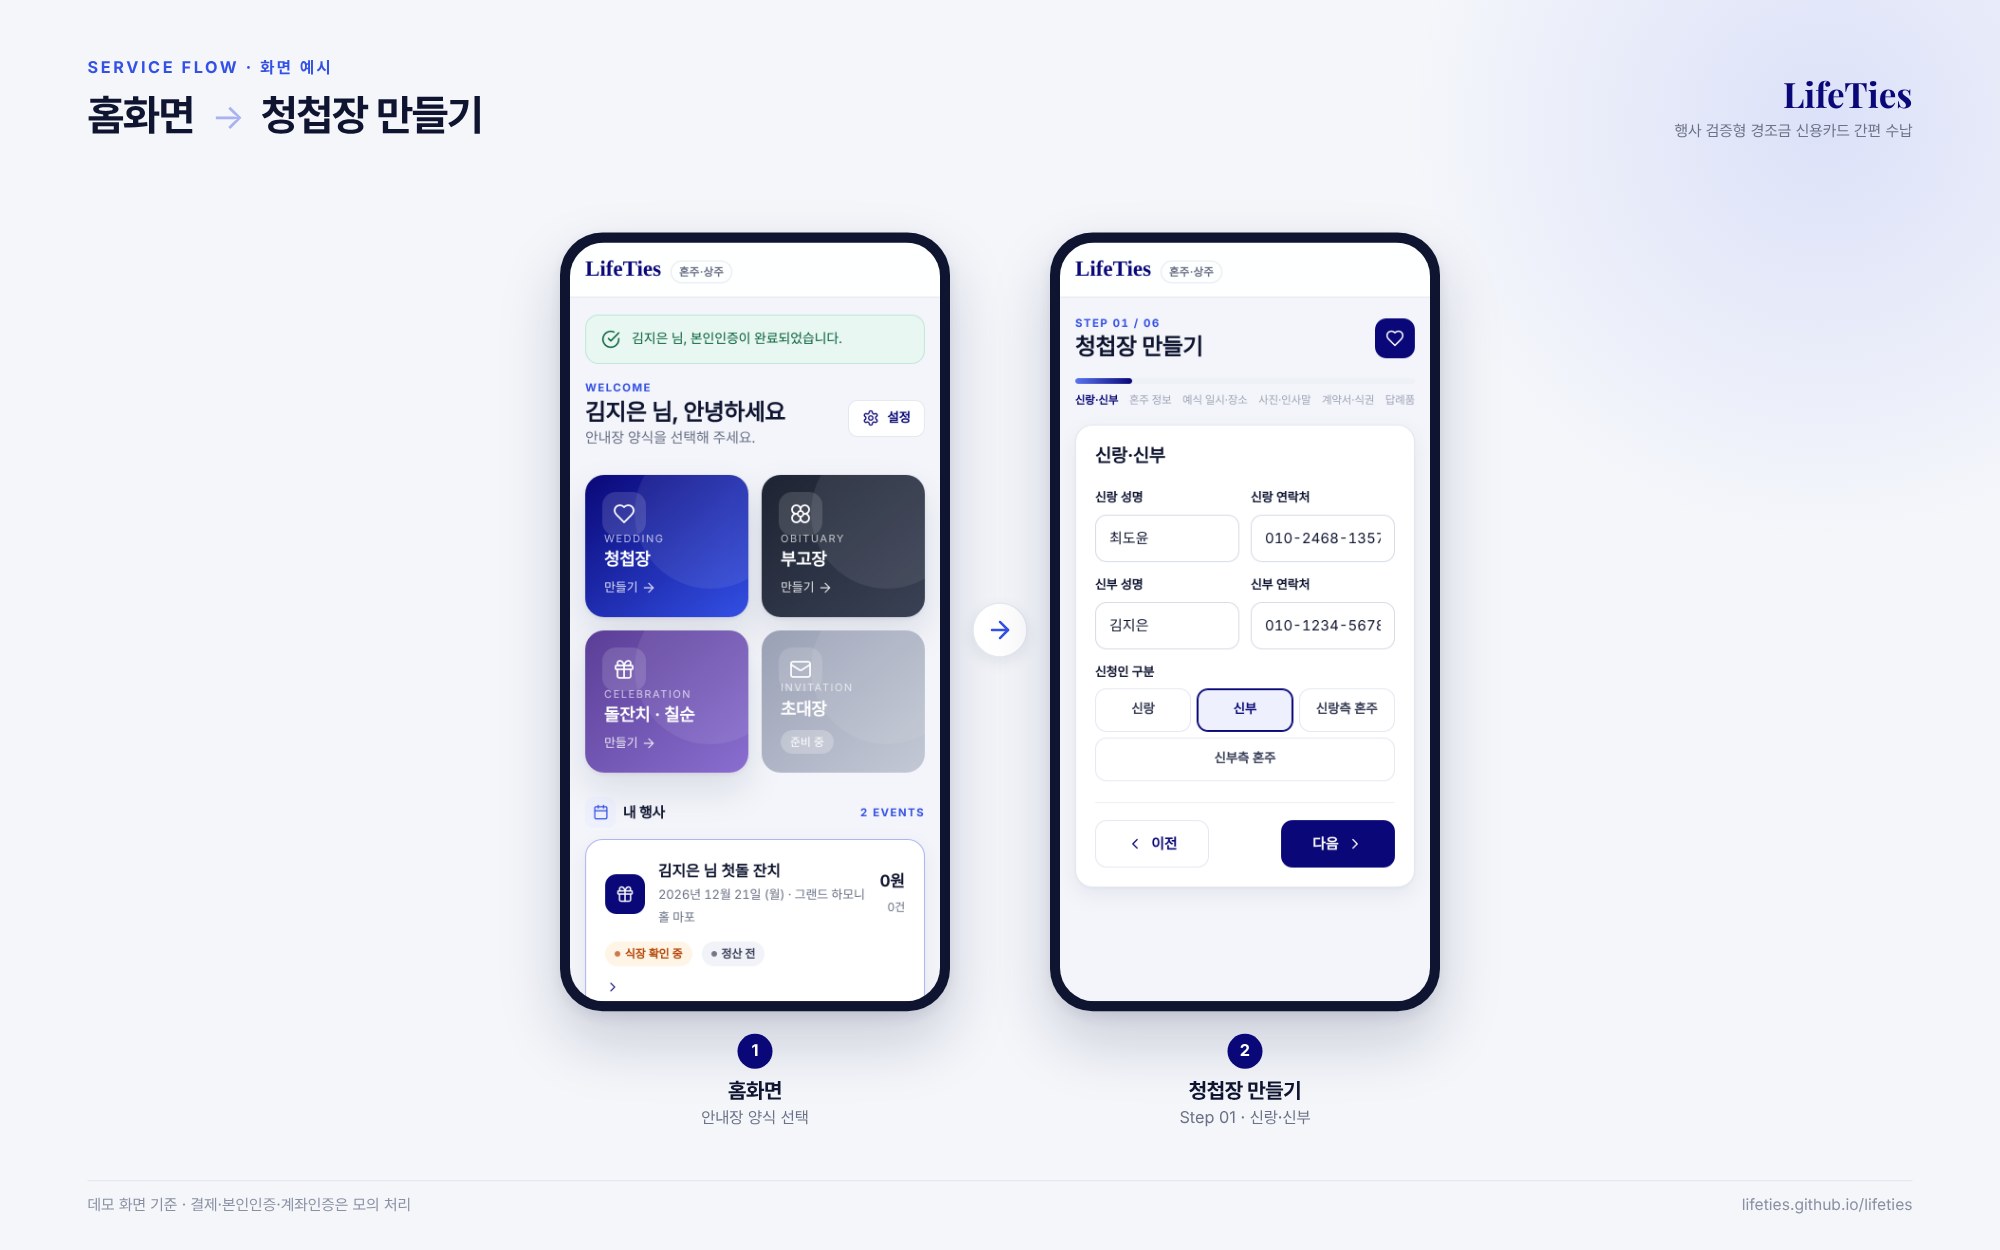 SERVICE FLOW · 화면 예시
홈화면 → 청첩장 만들기
LifeTies
행사 검증형 경조금 신용카드 간편 수납
LifeTies 혼주·상주
김지은 님, 본인인증이 완료되었습니다.
WELCOME
김지은 님, 안녕하세요
안내장 양식을 선택해 주세요.
설정
WEDDING
청첩장
만들기 →
OBITUARY
부고장
만들기 →
CELEBRATION
돌잔치 · 칠순
만들기 →
INVITATION
초대장
준비 중
내 행사
2 EVENTS
김지은 님 첫돌 잔치
2026년 12월 21일 (월) · 그랜드 하모니
홀 마포
0원
0건
식장 확인 중
정산 전
1
홈화면
안내장 양식 선택
LifeTies 혼주·상주
STEP 01 / 06
청첩장 만들기
신랑·신부 혼주 정보 예식 일시·장소 사진·인사말 계약서·식권 답례품
신랑·신부
신랑 성명 신랑 연락처
최도윤 010-2468-1357
신부 성명 신부 연락처
김지은 010-1234-5678
신청인 구분
신랑 신부 신랑측 혼주
신부측 혼주
이전 다음
2
청첩장 만들기
Step 01 · 신랑·신부
데모 화면 기준 · 결제·본인인증·계좌인증은 모의 처리
lifeties.github.io/lifeties